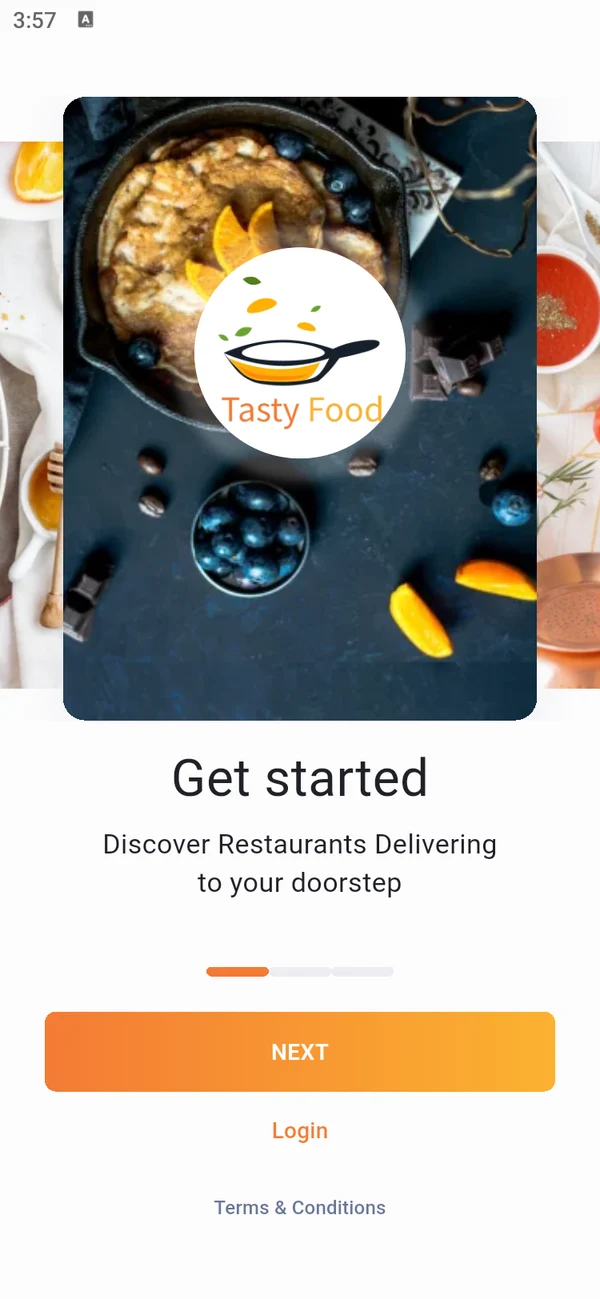 3:57
A
Tasty Food
Get started
Discover Restaurants Delivering
to your doorstep
NEXT
Login
Terms & Conditions